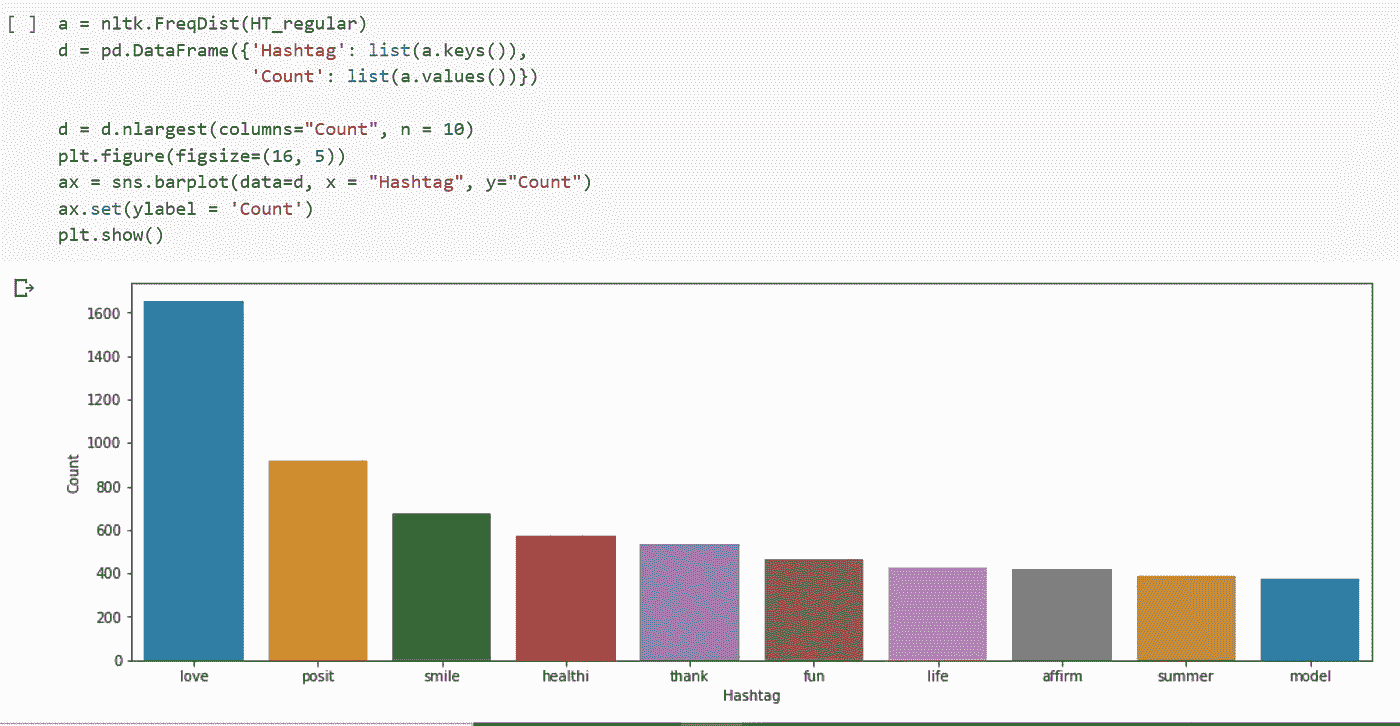 [ ] a = nltk.FreqDist(HT_regular)
d = pd.DataFrame({'Hashtag': list(a.keys()),
'Count': list(a.values())})
d = d.nlargest(columns="Count", n = 10)
plt.figure(figsize=(16, 5))
ax = sns.barplot(data=d, x = "Hashtag", y="Count")
ax.set(ylabel = 'Count')
plt.show()
1600
1400
1200
1000
800
600
400
200
0
Count
love posit smile healthi thank fun life affirm summer model
Hashtag